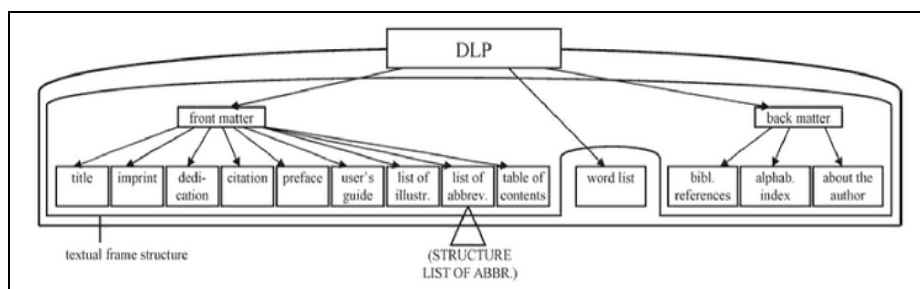 DLP
front matter
back matter
title
imprint
dedi-
cation
citation
preface
user's
guide
list of
illustr.
list of
abbrev.
table of
contents
word list
bibl.
references
alphab.
index
about the
author
textual frame structure
(STRUCTURE
LIST OF ABBR.)